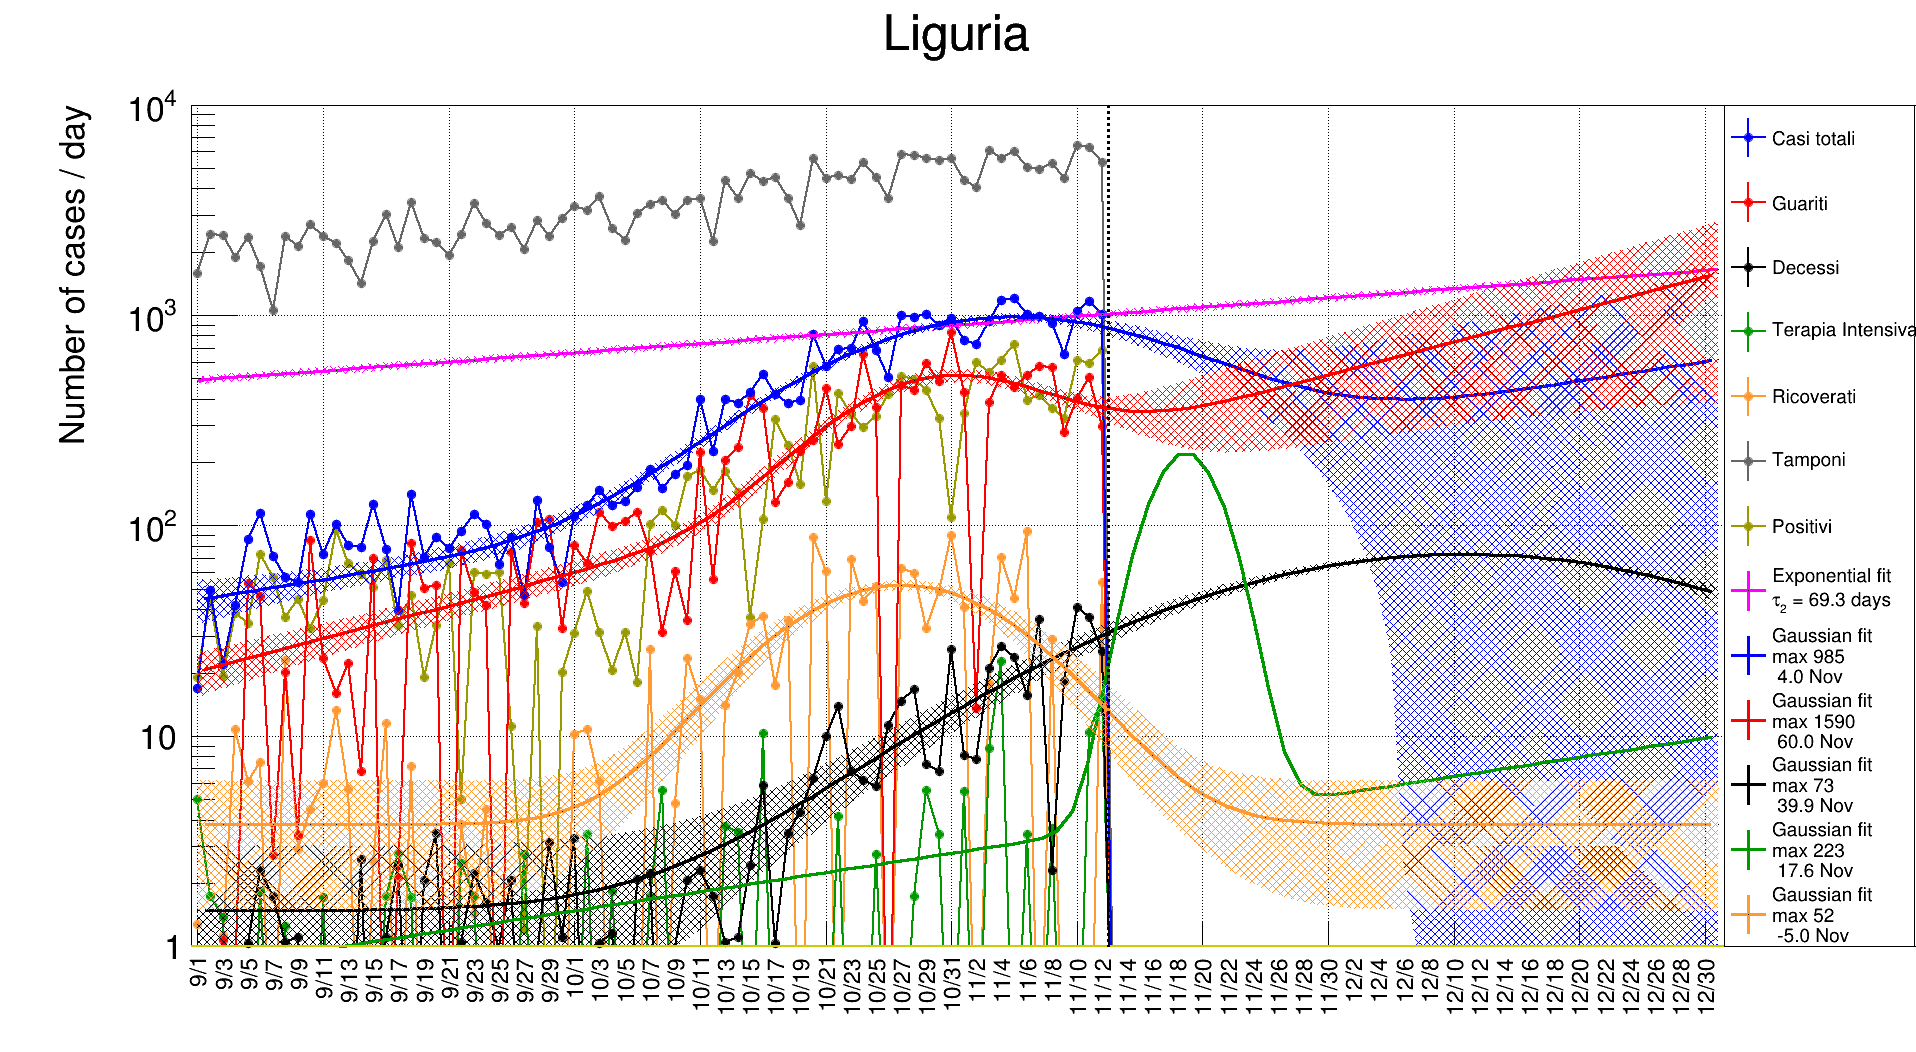 Liguria
Number of cases / day
10^4
10^3
10^2
10
1
9/1
9/3
9/5
9/7
9/9
9/11
9/13
9/15
9/17
9/19
9/21
9/23
9/25
9/27
9/29
10/1
10/3
10/5
10/7
10/9
10/11
10/13
10/15
10/17
10/19
10/21
10/23
10/25
10/27
10/29
10/31
11/2
11/4
11/6
11/8
11/10
11/12
11/14
11/16
11/18
11/20
11/22
11/24
11/26
11/28
11/30
12/2
12/4
12/6
12/8
12/10
12/12
12/14
12/16
12/18
12/20
12/22
12/24
12/26
12/28
12/30
Casi totali
Guariti
Decessi
Terapia Intensiva
Ricoverati
Tamponi
Positivi
Exponential fit
τ2 = 69.3 days
Gaussian fit
max 985
4.0 Nov
Gaussian fit
max 1590
60.0 Nov
Gaussian fit
max 73
39.9 Nov
Gaussian fit
max 223
17.6 Nov
Gaussian fit
max 52
-5.0 Nov